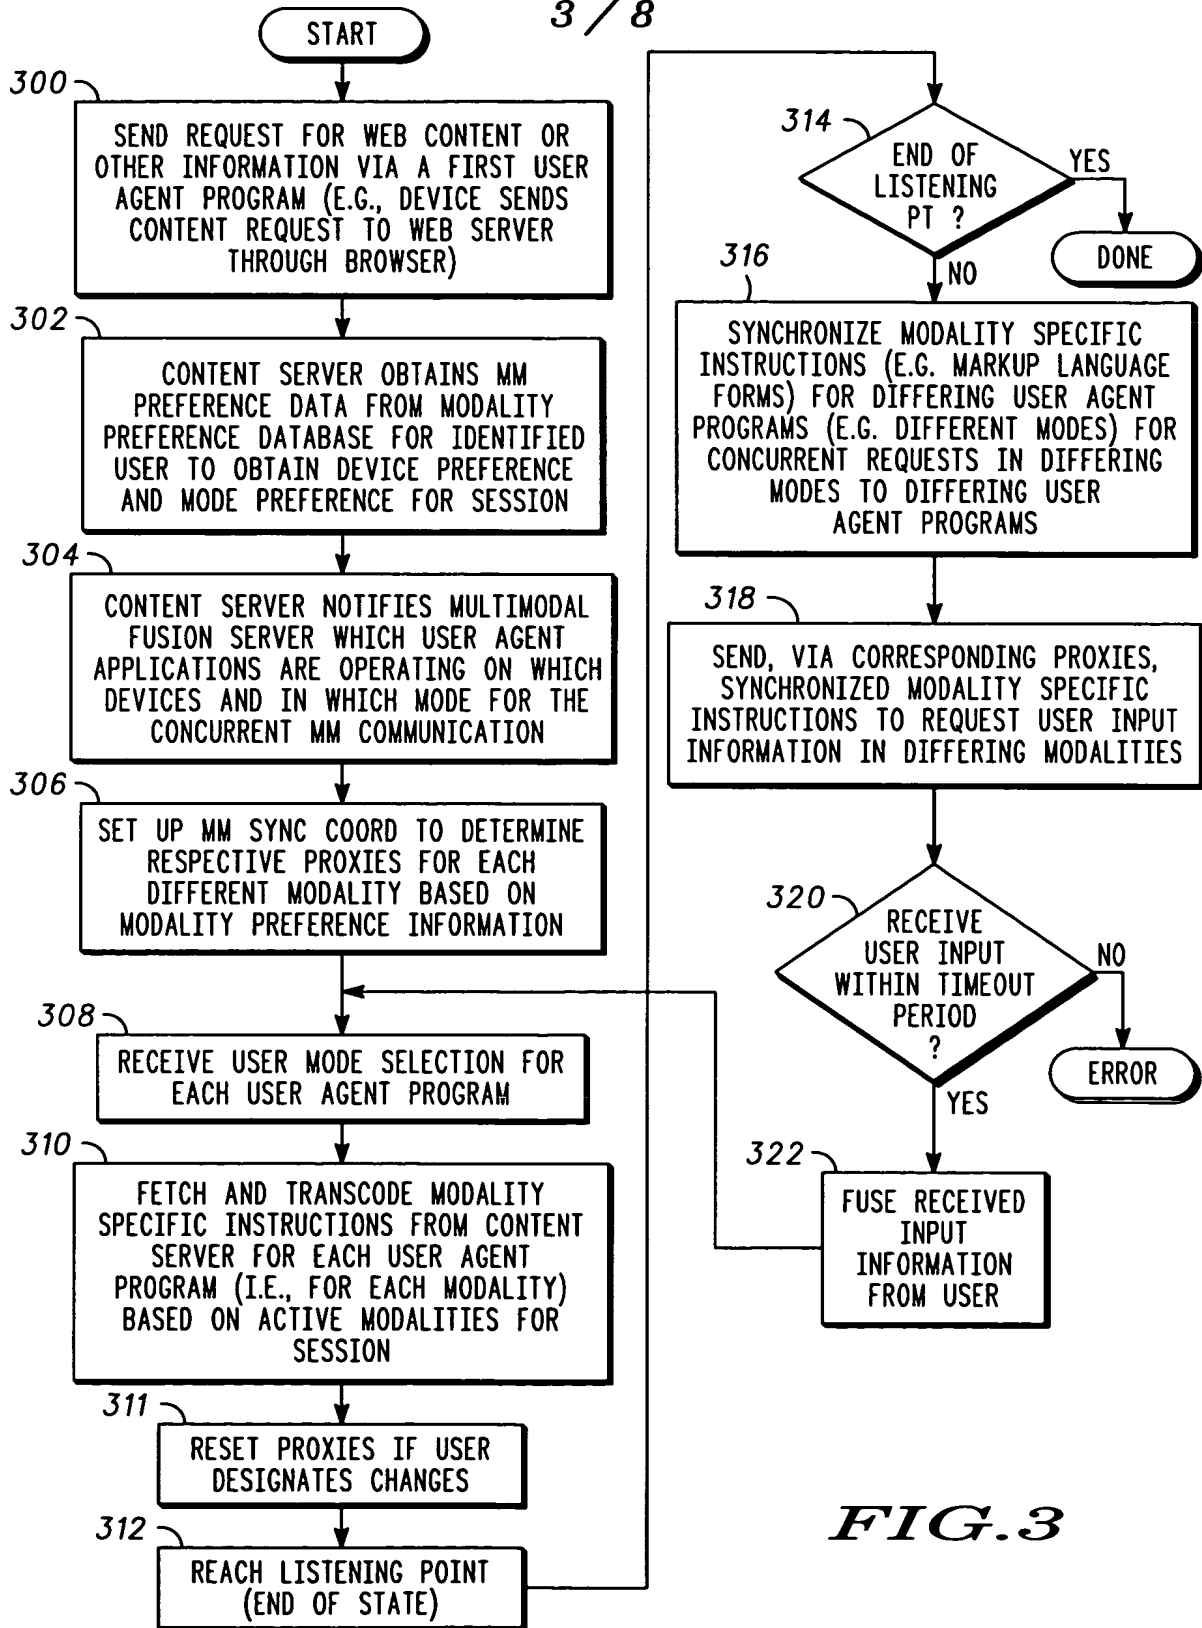 3/8
START
300
SEND REQUEST FOR WEB CONTENT OR
OTHER INFORMATION VIA A FIRST USER
AGENT PROGRAM (E.G., DEVICE SENDS
CONTENT REQUEST TO WEB SERVER
THROUGH BROWSER)
302
CONTENT SERVER OBTAINS MM
PREFERENCE DATA FROM MODALITY
PREFERENCE DATABASE FOR IDENTIFIED
USER TO OBTAIN DEVICE PREFERENCE
AND MODE PREFERENCE FOR SESSION
304
CONTENT SERVER NOTIFIES MULTIMODAL
FUSION SERVER WHICH USER AGENT
APPLICATIONS ARE OPERATING ON WHICH
DEVICES AND IN WHICH MODE FOR THE
CONCURRENT MM COMMUNICATION
306
SET UP MM SYNC COORD TO DETERMINE
RESPECTIVE PROXIES FOR EACH
DIFFERENT MODALITY BASED ON
MODALITY PREFERENCE INFORMATION
308
RECEIVE USER MODE SELECTION FOR
EACH USER AGENT PROGRAM
310
FETCH AND TRANSCODE MODALITY
SPECIFIC INSTRUCTIONS FROM CONTENT
SERVER FOR EACH USER AGENT
PROGRAM (I.E., FOR EACH MODALITY)
BASED ON ACTIVE MODALITIES FOR
SESSION
311
RESET PROXIES IF USER
DESIGNATES CHANGES
312
REACH LISTENING POINT
(END OF STATE)
314
END OF
LISTENING
PT ?
YES
DONE
NO
316
SYNCHRONIZE MODALITY SPECIFIC
INSTRUCTIONS (E.G. MARKUP LANGUAGE
FORMS) FOR DIFFERING USER AGENT
PROGRAMS (E.G. DIFFERENT MODES) FOR
CONCURRENT REQUESTS IN DIFFERING
MODES TO DIFFERING USER
AGENT PROGRAMS
318
SEND, VIA CORRESPONDING PROXIES,
SYNCHRONIZED MODALITY SPECIFIC
INSTRUCTIONS TO REQUEST USER INPUT
INFORMATION IN DIFFERING MODALITIES
320
RECEIVE
USER INPUT
WITHIN TIMEOUT
PERIOD
?
NO
ERROR
YES
322
FUSE RECEIVED
INPUT
INFORMATION
FROM USER
FIG.3